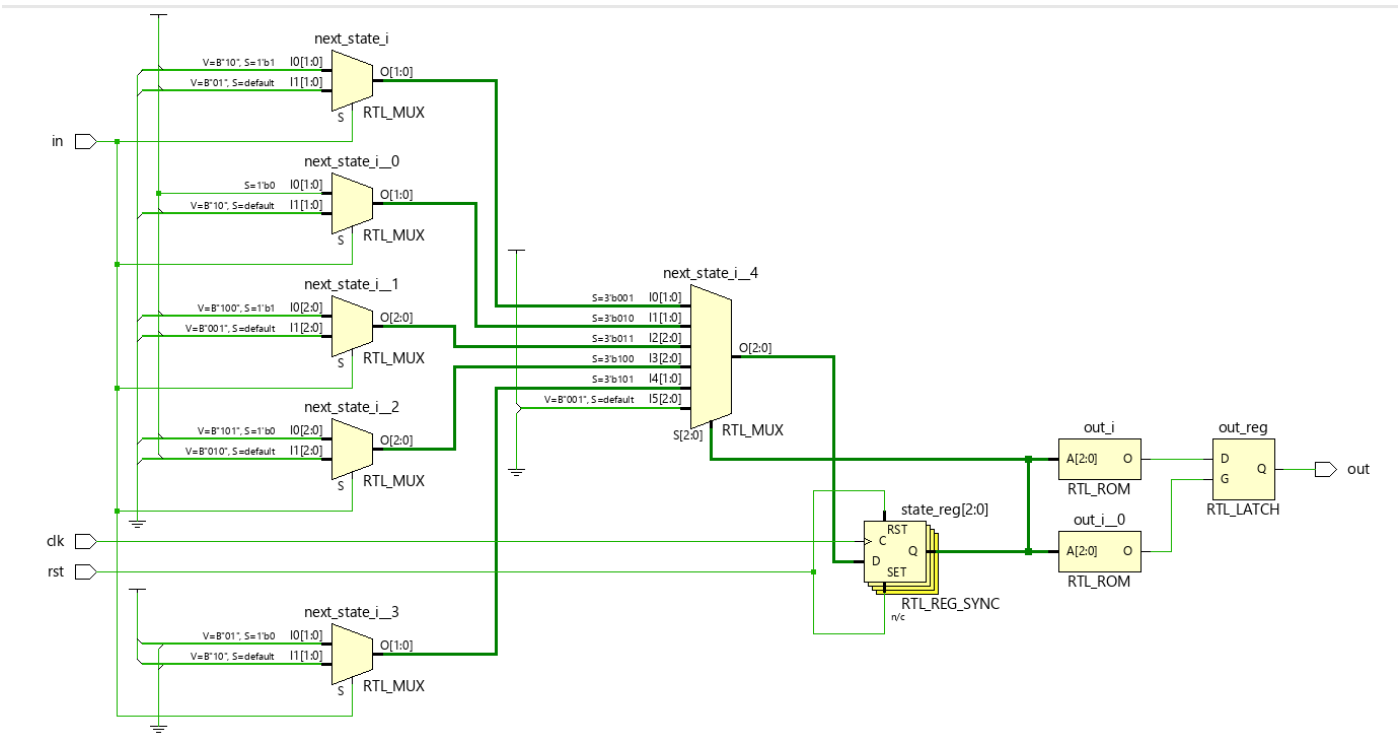 next_state_i
V=B"10", S=1'b1 I0[1:0]
V=B"01", S=default I1[1:0]
O[1:0]
S
RTL_MUX
in
next_state_i__0
S=1'b0 I0[1:0]
V=B"10", S=default I1[1:0]
O[1:0]
S
RTL_MUX
next_state_i__1
V=B"100", S=1'b1 I0[2:0]
V=B"001", S=default I1[2:0]
O[2:0]
S
RTL_MUX
next_state_i__2
V=B"101", S=1'b0 I0[2:0]
V=B"010", S=default I1[2:0]
O[2:0]
S
RTL_MUX
next_state_i__4
S=3'b001 I0[1:0]
S=3'b010 I1[1:0]
S=3'b011 I2[2:0]
S=3'b100 I3[2:0]
S=3'b101 I4[1:0]
V=B"001", S=default I5[2:0]
O[2:0]
S[2:0]
RTL_MUX
clk
rst
next_state_i__3
V=B"01", S=1'b0 I0[1:0]
V=B"10", S=default I1[1:0]
O[1:0]
S
RTL_MUX
state_reg[2:0]
RST
C
Q
D
SET
RTL_REG_SYNC
n/c
out_i
A[2:0] O
RTL_ROM
out_i__0
A[2:0] O
RTL_ROM
out_reg
D
Q
G
RTL_LATCH
out